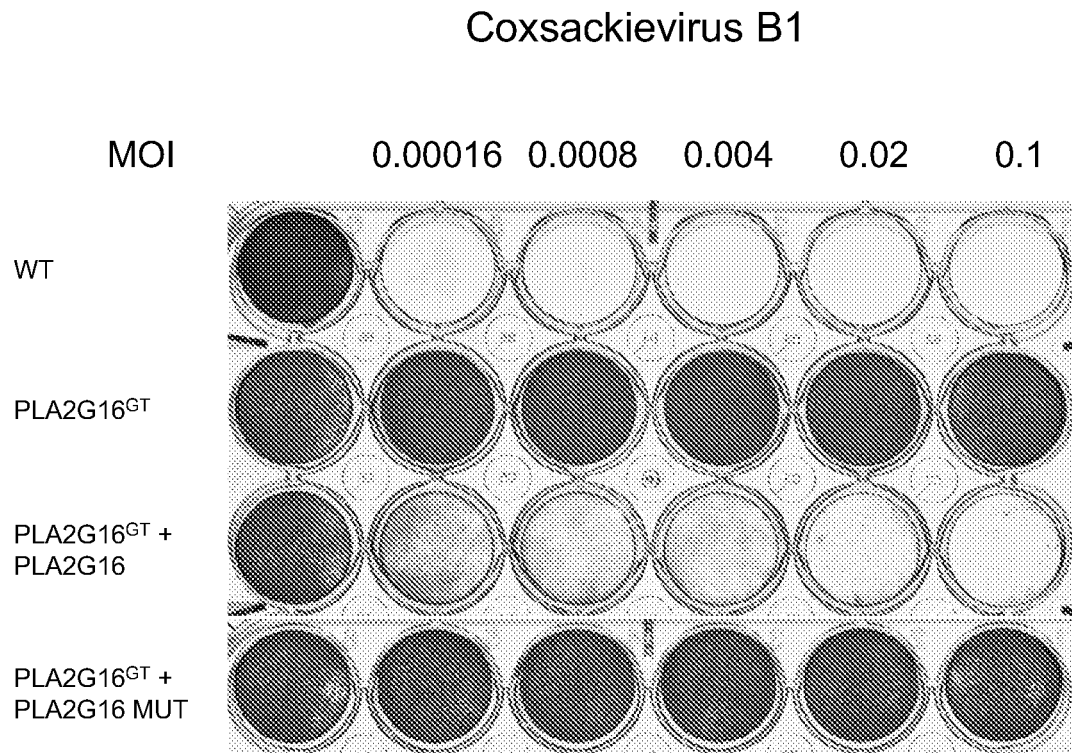 Coxsackievirus B1
MOI 0.00016 0.0008 0.004 0.02 0.1
WT
PLA2G16GT
PLA2G16GT +
PLA2G16
PLA2G16GT +
PLA2G16 MUT